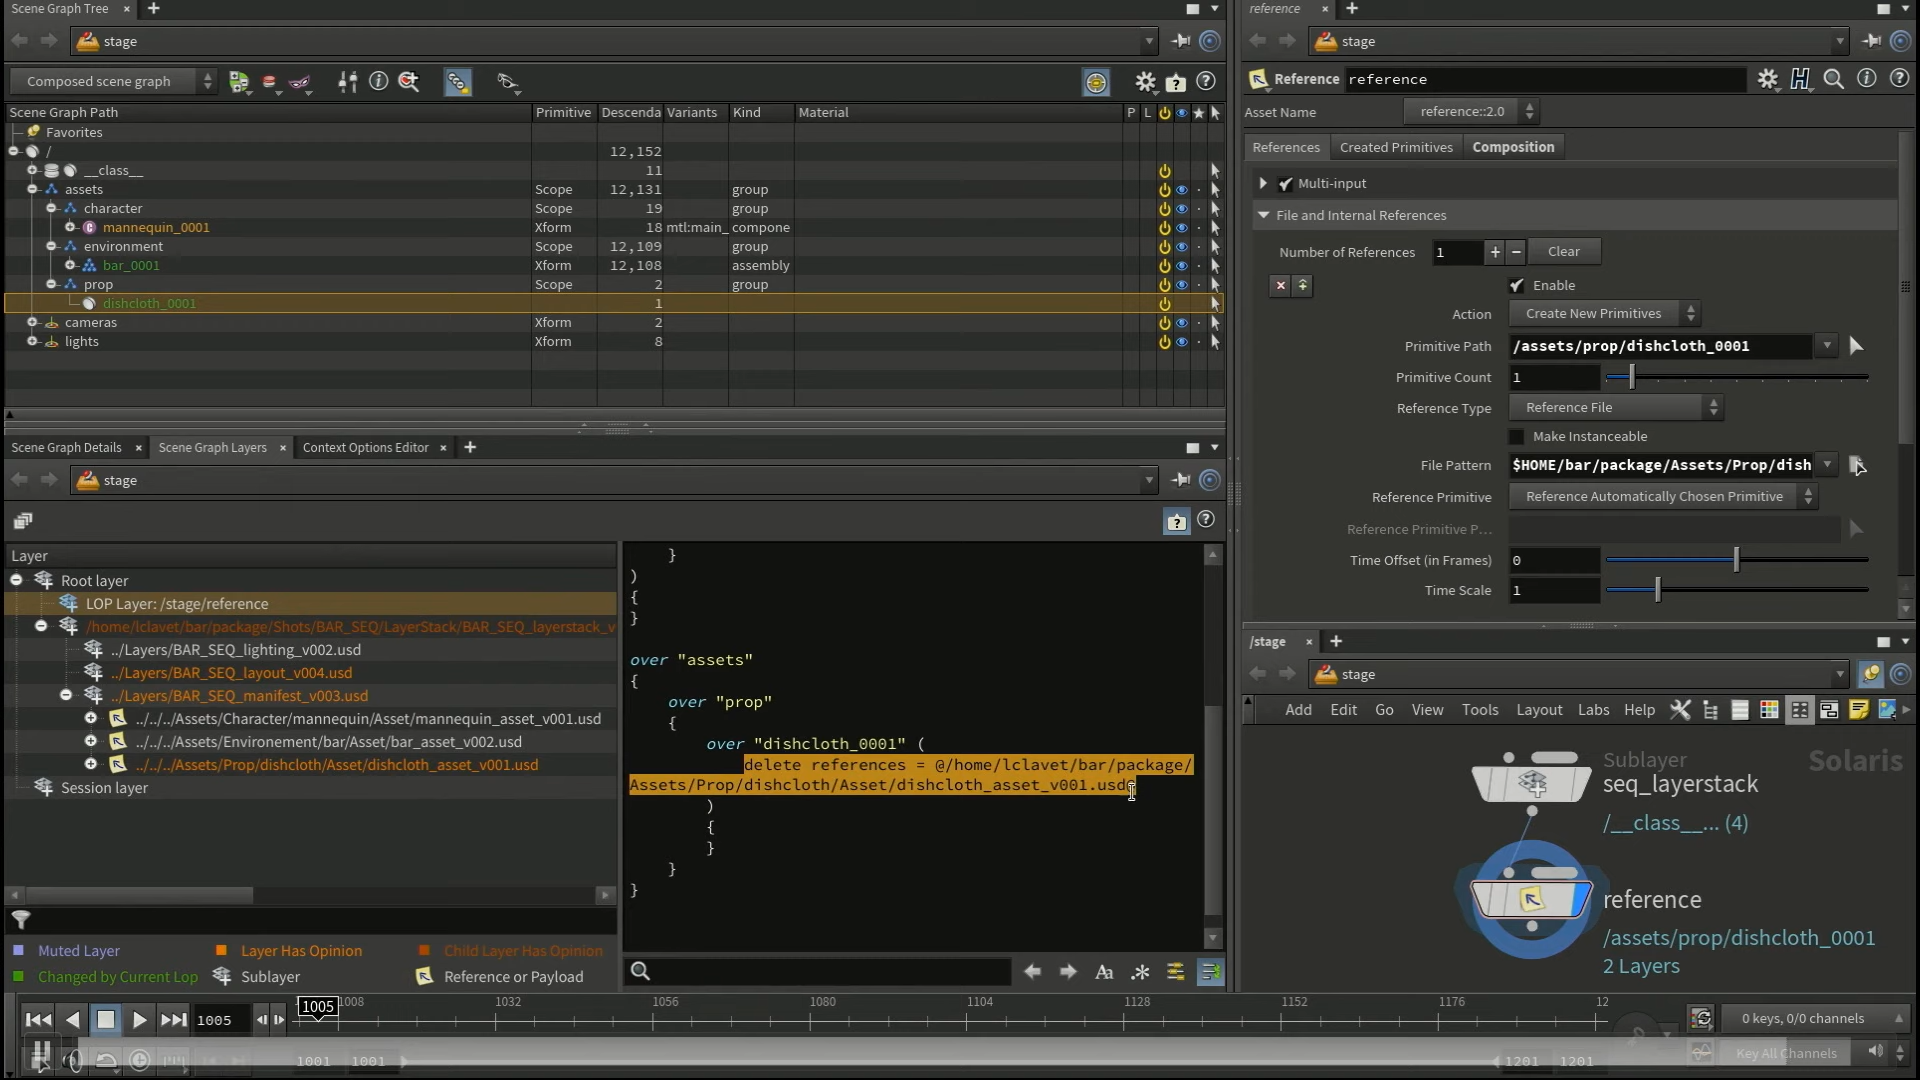 Scene Graph Tree
stage
Composed scene graph
Scene Graph Path Primitive Descenda Variants Kind Material P L
Favorites
/ 12,152
__class__ 11
assets Scope 12,131 group
character Scope 19 group
mannequin_0001 Xform 18 mtl:main_ compone
environment Scope 12,109 group
bar_0001 Xform 12,108 assembly
prop Scope 2 group
dishcloth_0001 1
cameras Xform 2
lights Xform 8
Scene Graph Details Scene Graph Layers Context Options Editor
stage
Layer
Root layer
LOP Layer: /stage/reference
/home/lclavet/bar/package/Shots/BAR_SEQ/LayerStack/BAR_SEQ_layerstack_v
../Layers/BAR_SEQ_lighting_v002.usd
../Layers/BAR_SEQ_layout_v004.usd
../Layers/BAR_SEQ_manifest_v003.usd
../../../Assets/Character/mannequin/Asset/mannequin_asset_v001.usd
../../../Assets/Environement/bar/Asset/bar_asset_v002.usd
../../../Assets/Prop/dishcloth/Asset/dishcloth_asset_v001.usd
Session layer
Muted Layer Layer Has Opinion Child Layer Has Opinion
Changed by Current Lop Sublayer Reference or Payload
}
)
{
}
over "assets"
{
over "prop"
{
over "dishcloth_0001" (
delete references = @/home/lclavet/bar/package/
Assets/Prop/dishcloth/Asset/dishcloth_asset_v001.usd
)
{
}
}
}
Aa .*
reference
stage
Reference reference
Asset Name reference::2.0
References Created Primitives Composition
Multi-input
File and Internal References
Number of References 1 + − Clear
Enable
Action Create New Primitives
Primitive Path /assets/prop/dishcloth_0001
Primitive Count 1
Reference Type Reference File
Make Instanceable
File Pattern $HOME/bar/package/Assets/Prop/dish
Reference Primitive Reference Automatically Chosen Primitive
Reference Primitive P...
Time Offset (in Frames) 0
Time Scale 1
/stage
stage
Add Edit Go View Tools Layout Labs Help
Solaris
Sublayer
seq_layerstack
/__class__... (4)
reference
/assets/prop/dishcloth_0001
2 Layers
1005 1005 1008 1032 1056 1080 1104 1128 1152 1176 12
0 keys, 0/0 channels
1001 1001 1201 1201
Key All Channels